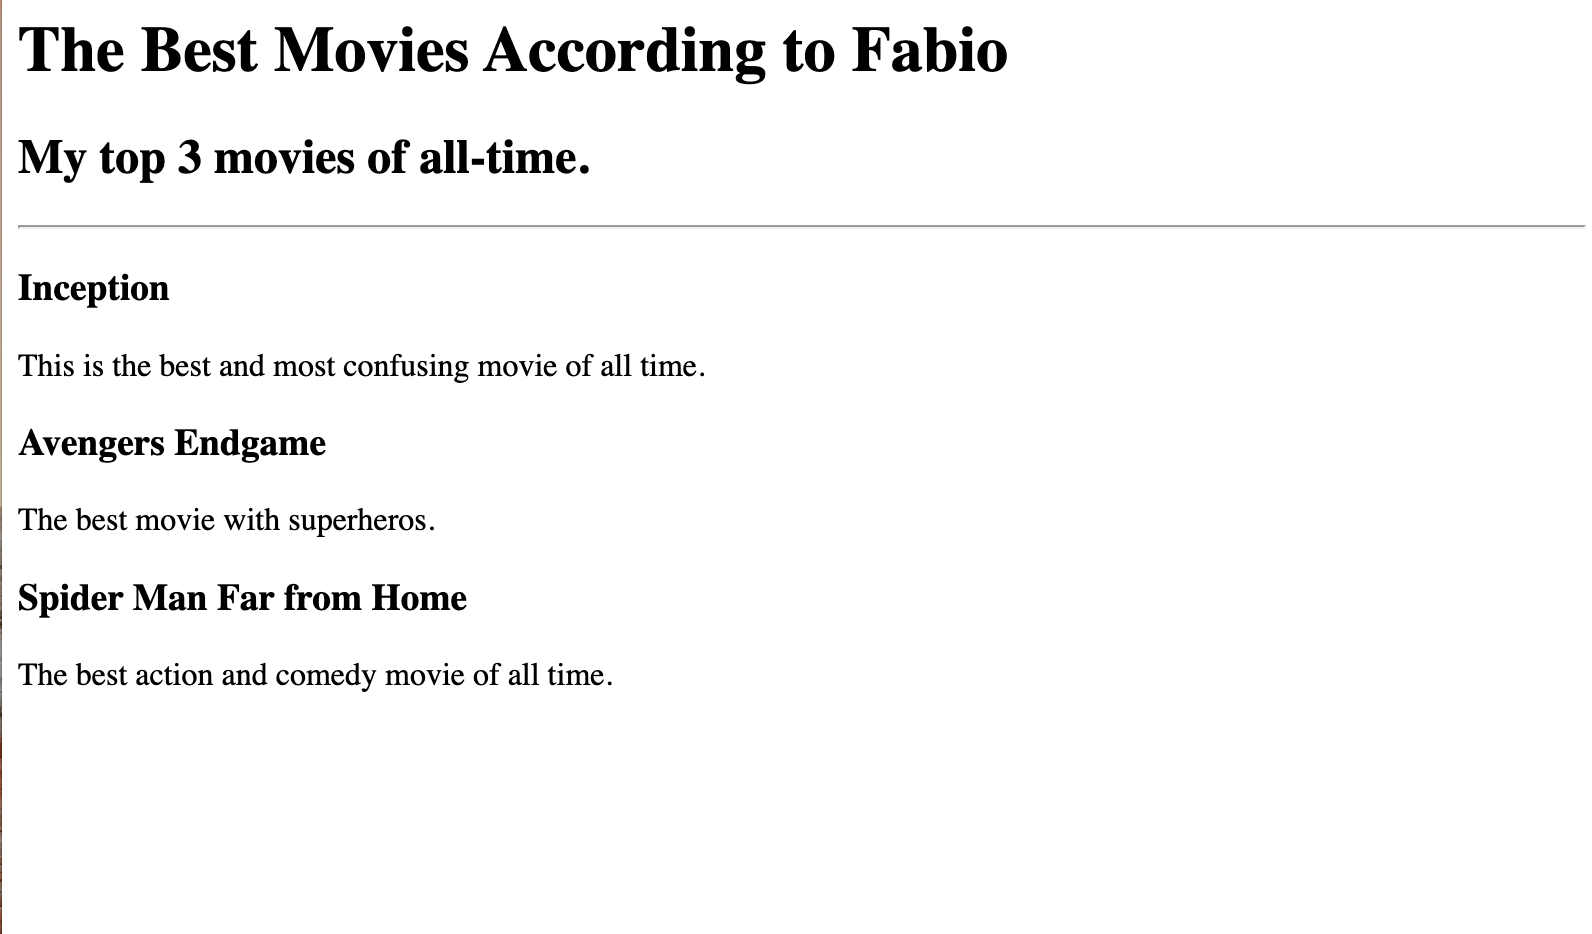 The Best Movies According to Fabio
My top 3 movies of all-time.
Inception
This is the best and most confusing movie of all time.
Avengers Endgame
The best movie with superheros.
Spider Man Far from Home
The best action and comedy movie of all time.